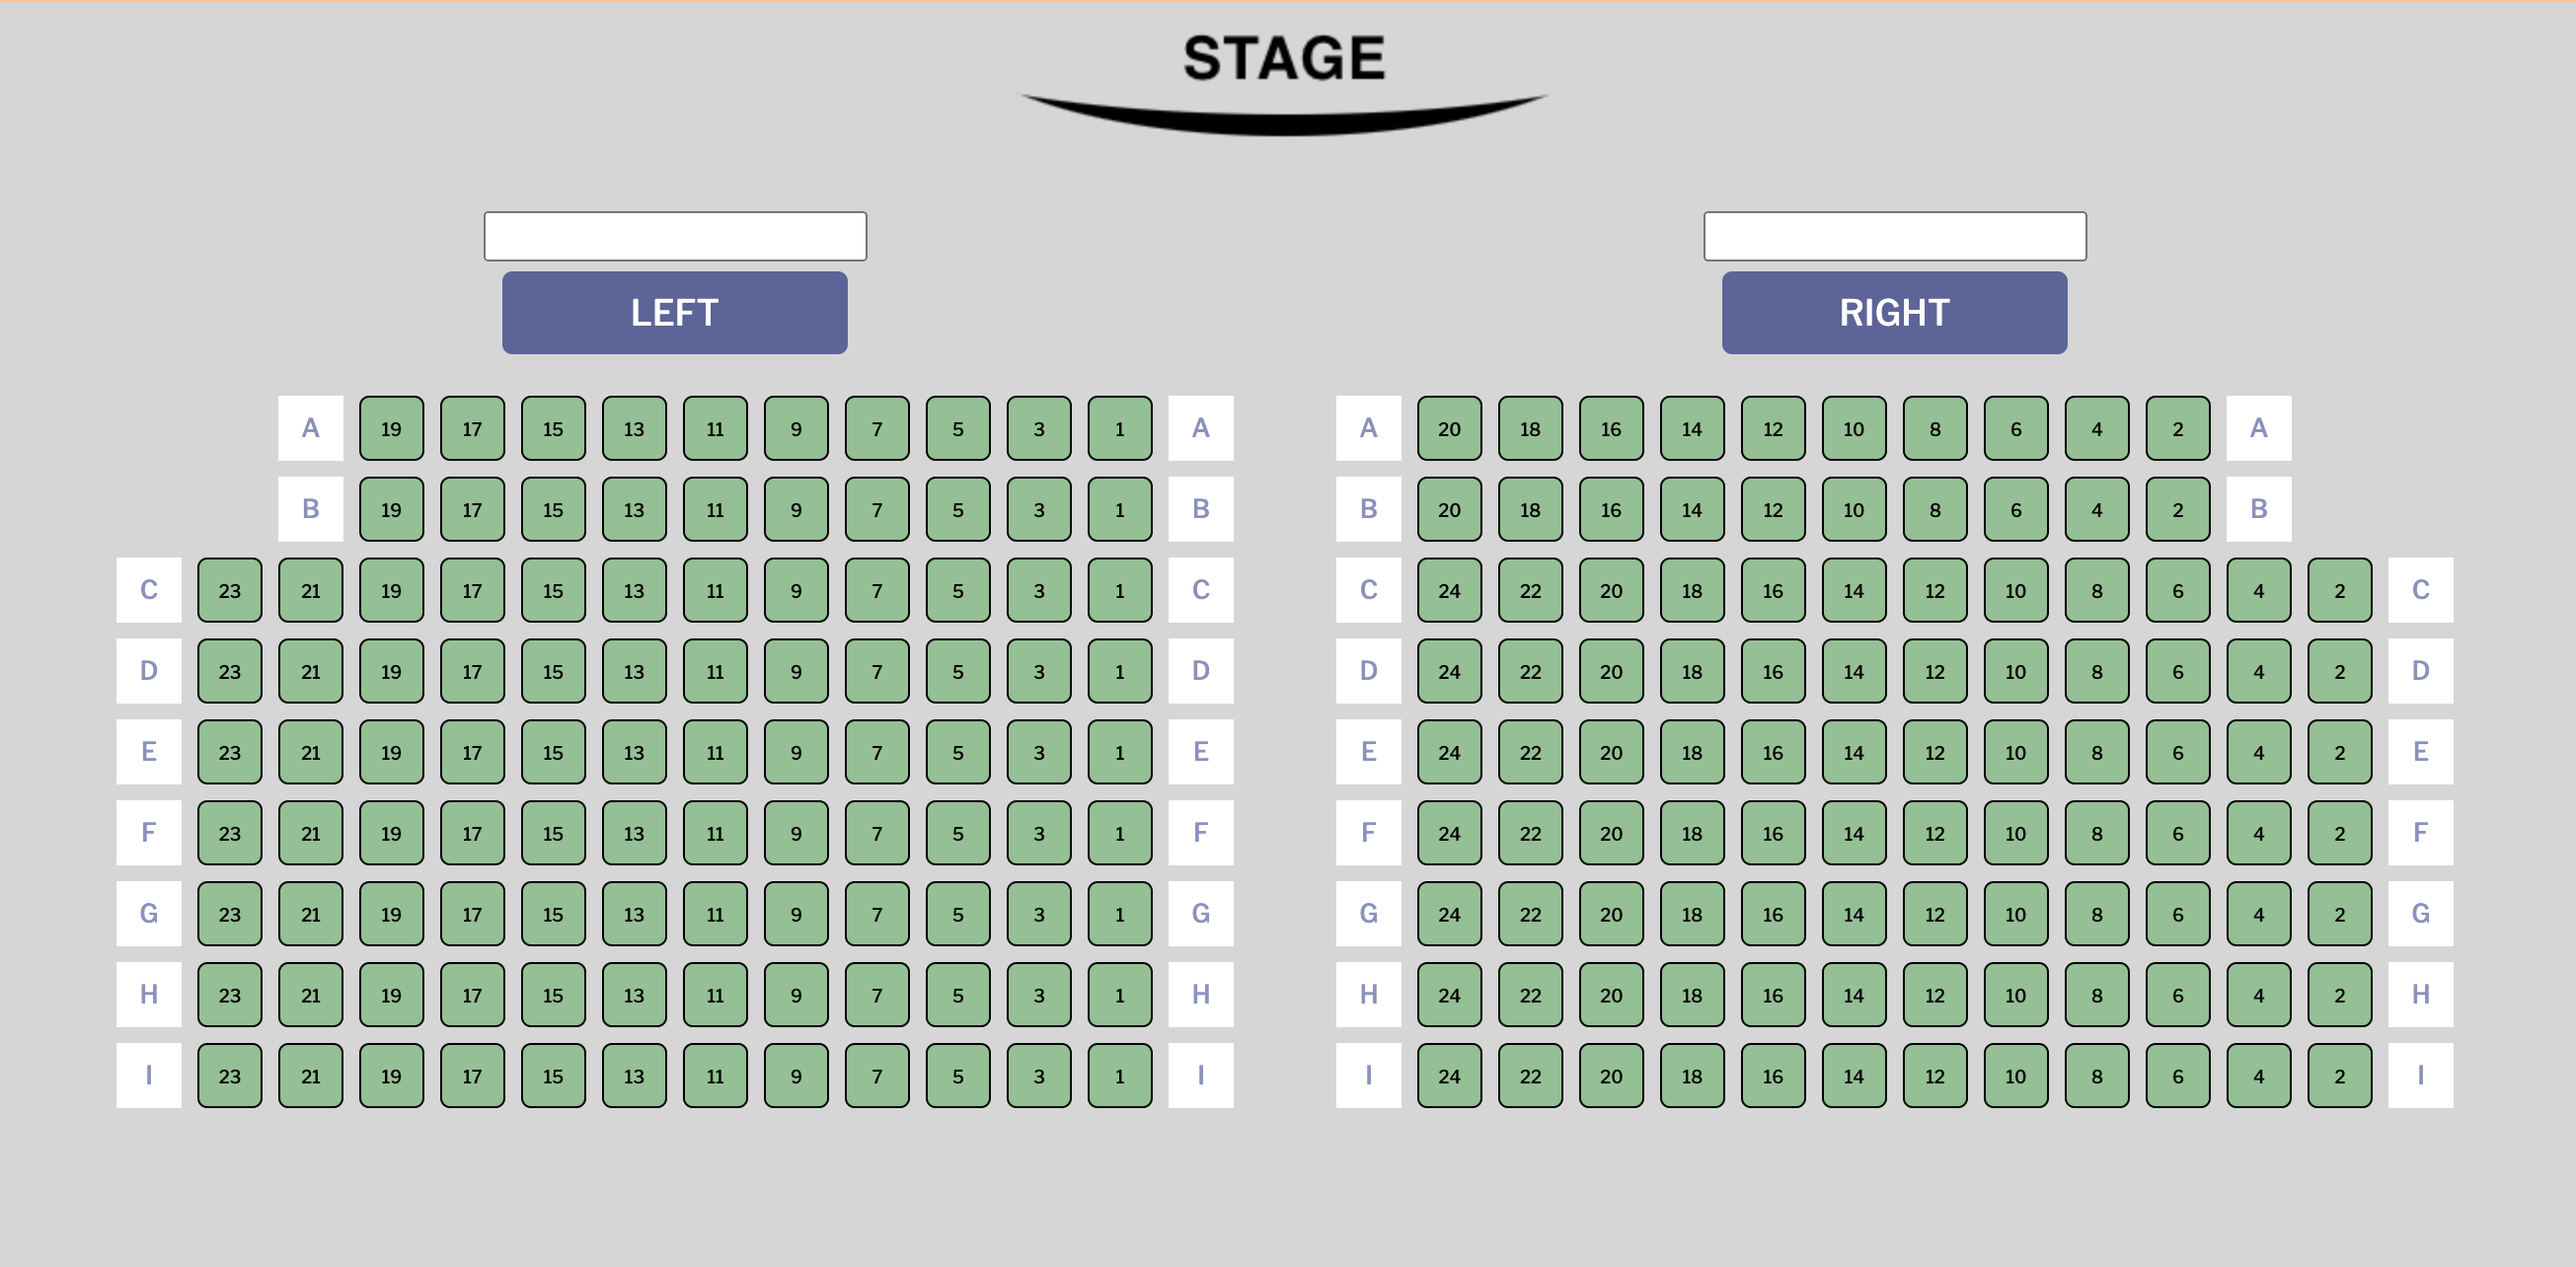 STAGE
LEFT RIGHT
A 19 17 15 13 11 9 7 5 3 1 A A 20 18 16 14 12 10 8 6 4 2 A
B 19 17 15 13 11 9 7 5 3 1 B B 20 18 16 14 12 10 8 6 4 2 B
C 23 21 19 17 15 13 11 9 7 5 3 1 C C 24 22 20 18 16 14 12 10 8 6 4 2 C
D 23 21 19 17 15 13 11 9 7 5 3 1 D D 24 22 20 18 16 14 12 10 8 6 4 2 D
E 23 21 19 17 15 13 11 9 7 5 3 1 E E 24 22 20 18 16 14 12 10 8 6 4 2 E
F 23 21 19 17 15 13 11 9 7 5 3 1 F F 24 22 20 18 16 14 12 10 8 6 4 2 F
G 23 21 19 17 15 13 11 9 7 5 3 1 G G 24 22 20 18 16 14 12 10 8 6 4 2 G
H 23 21 19 17 15 13 11 9 7 5 3 1 H H 24 22 20 18 16 14 12 10 8 6 4 2 H
I 23 21 19 17 15 13 11 9 7 5 3 1 I I 24 22 20 18 16 14 12 10 8 6 4 2 I